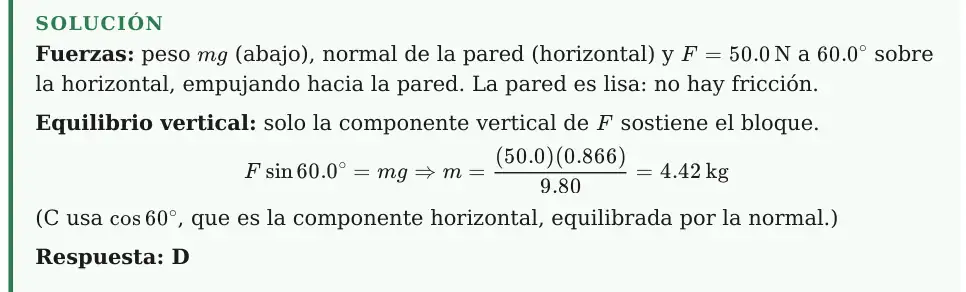 SOLUCIÓN
Fuerzas: peso mg (abajo), normal de la pared (horizontal) y F = 50.0 N a 60.0° sobre
la horizontal, empujando hacia la pared. La pared es lisa: no hay fricción.
Equilibrio vertical: solo la componente vertical de F sostiene el bloque.
F sin 60.0° = mg ⇒ m = (50.0)(0.866) / 9.80 = 4.42 kg
(C usa cos 60°, que es la componente horizontal, equilibrada por la normal.)
Respuesta: D